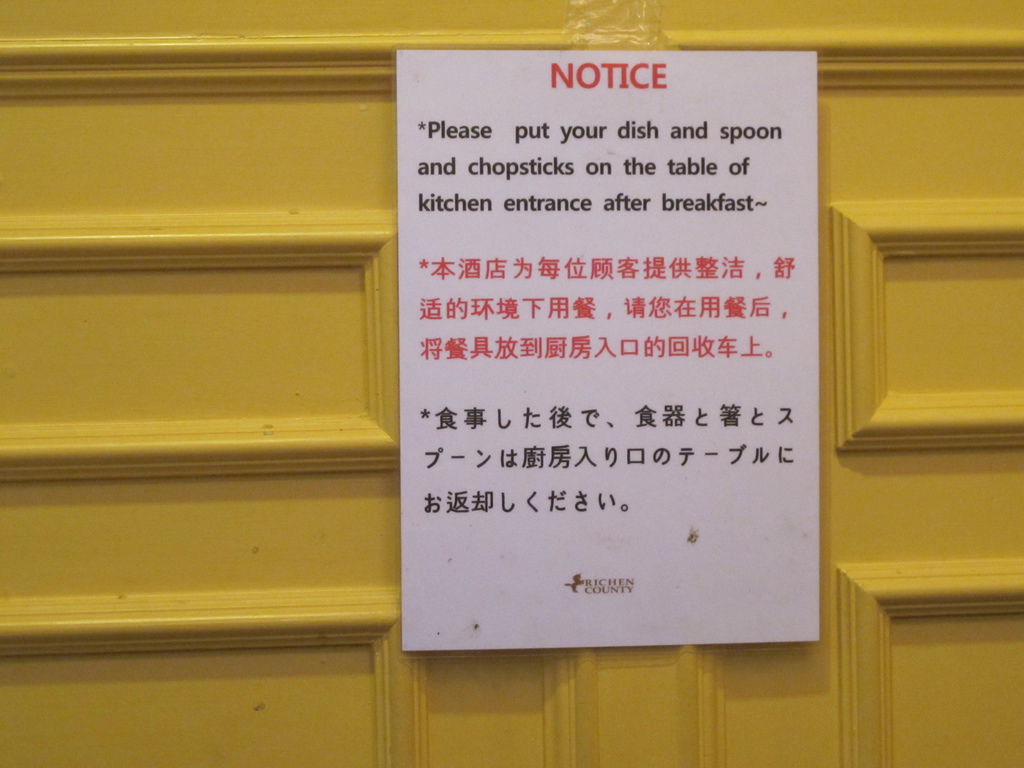 NOTICE
*Please put your dish and spoon
and chopsticks on the table of
kitchen entrance after breakfast~
*本酒店为每位顾客提供整洁，舒
适的环境下用餐，请您在用餐后，
将餐具放到厨房入口的回收车上。
*食事した後で、食器と箸とス
プーンは廚房入り口のテーブルに
お返却しください。
RICHEN
COUNTY